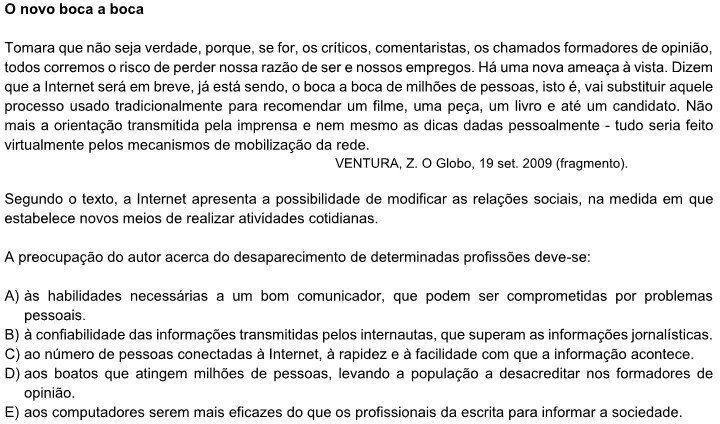 O novo boca a boca
Tomara que não seja verdade, porque, se for, os críticos, comentaristas, os chamados formadores de opinião,
todos corremos o risco de perder nossa razão de ser e nossos empregos. Há uma nova ameaça à vista. Dizem
que a Internet será em breve, já está sendo, o boca a boca de milhões de pessoas, isto é, vai substituir aquele
processo usado tradicionalmente para recomendar um filme, uma peça, um livro e até um candidato. Não
mais a orientação transmitida pela imprensa e nem mesmo as dicas dadas pessoalmente - tudo seria feito
virtualmente pelos mecanismos de mobilização da rede.
VENTURA, Z. O Globo, 19 set. 2009 (fragmento).
Segundo o texto, a Internet apresenta a possibilidade de modificar as relações sociais, na medida em que
estabelece novos meios de realizar atividades cotidianas.
A preocupação do autor acerca do desaparecimento de determinadas profissões deve-se:
A) às habilidades necessárias a um bom comunicador, que podem ser comprometidas por problemas
pessoais.
B) à confiabilidade das informações transmitidas pelos internautas, que superam as informações jornalísticas.
C) ao número de pessoas conectadas à Internet, à rapidez e à facilidade com que a informação acontece.
D) aos boatos que atingem milhões de pessoas, levando a população a desacreditar nos formadores de
opinião.
E) aos computadores serem mais eficazes do que os profissionais da escrita para informar a sociedade.